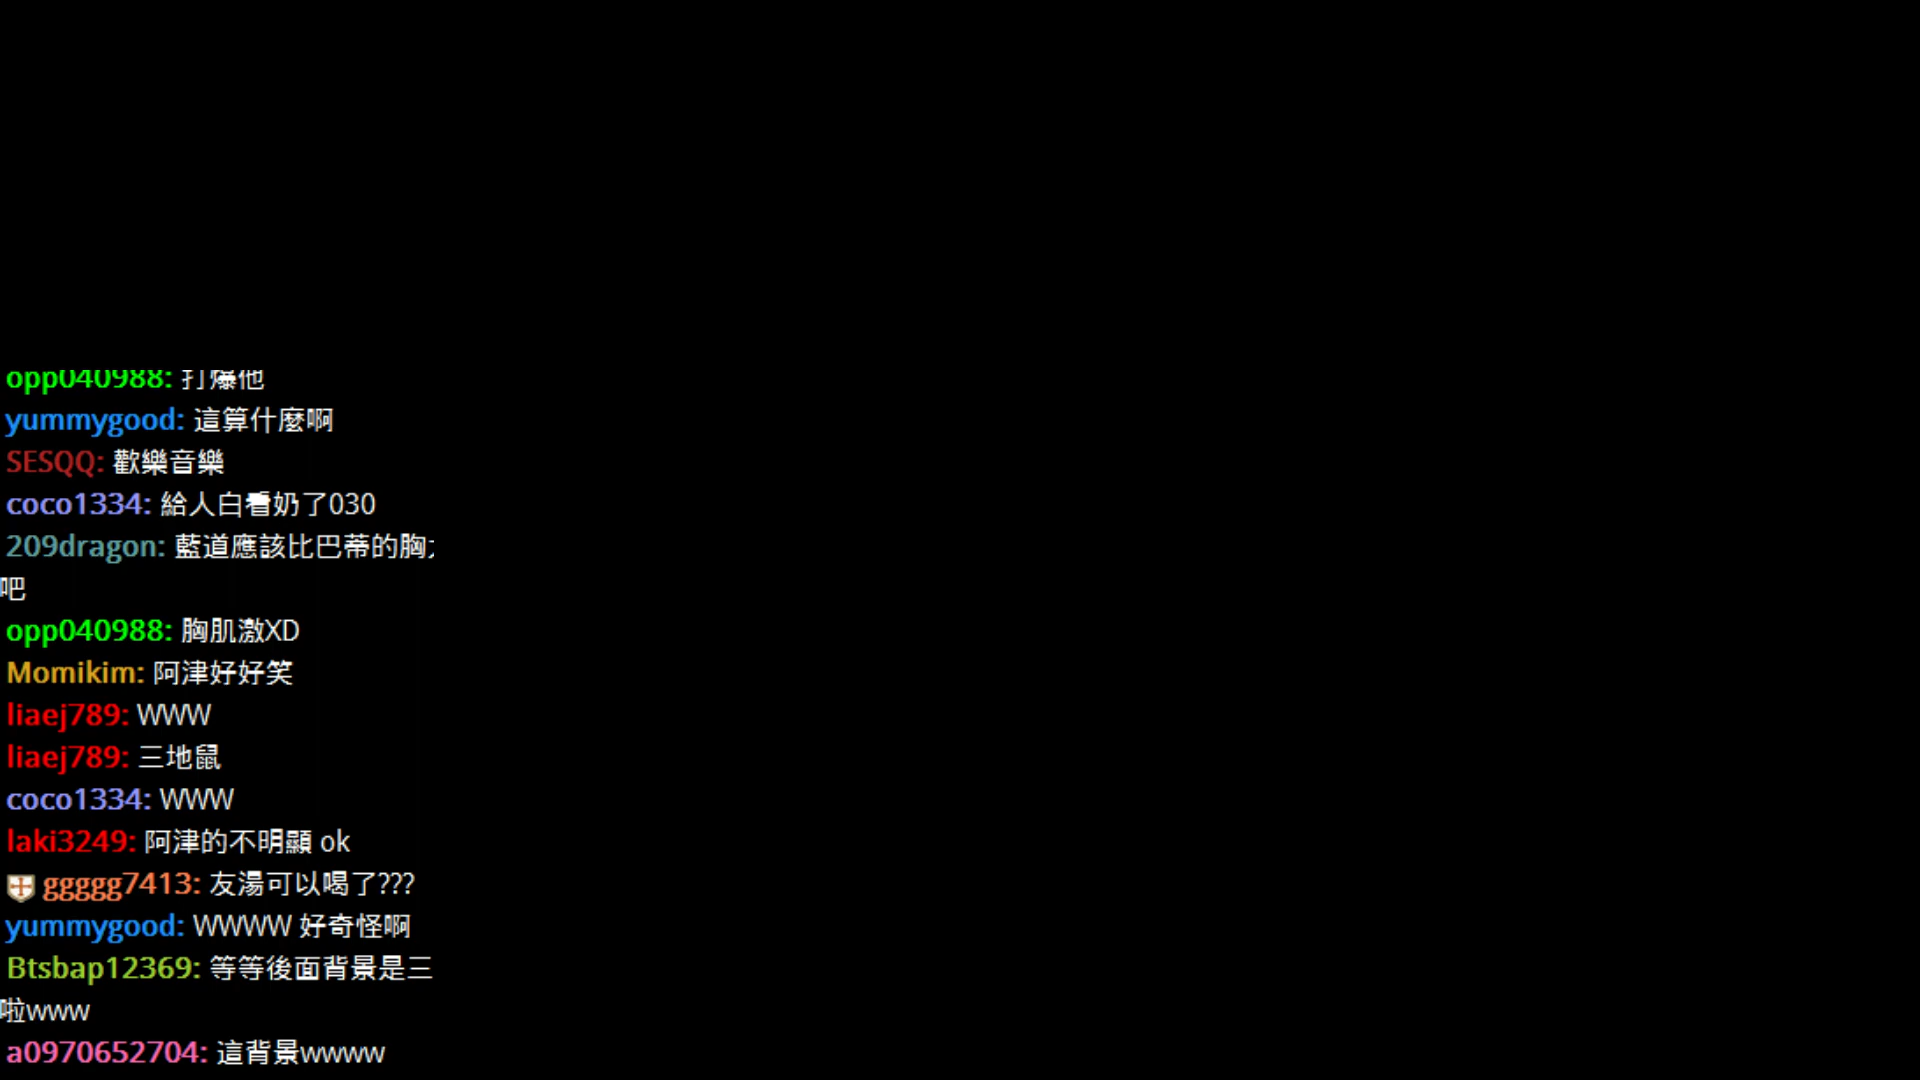 opp040988: 打爆他
yummygood: 這算什麼啊
SESQQ: 歡樂音樂
coco1334: 給人白看奶了030
209dragon: 藍道應該比巴蒂的胸
吧
opp040988: 胸肌激XD
Momikim: 阿津好好笑
liaej789: WWW
liaej789: 三地鼠
coco1334: WWW
laki3249: 阿津的不明顯 ok
ggggg7413: 友湯可以喝了???
yummygood: WWWW 好奇怪啊
Btsbap12369: 等等後面背景是三
啦www
a0970652704: 這背景wwww